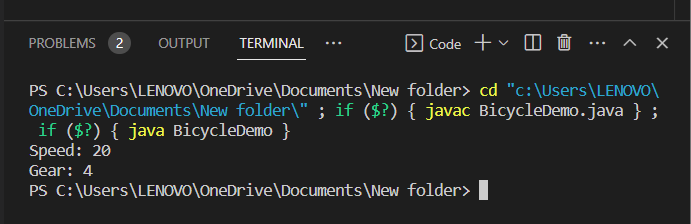 PROBLEMS 2 OUTPUT TERMINAL ··· Code
PS C:\Users\LENOVO\OneDrive\Documents\New folder> cd "c:\Users\LENOVO\
OneDrive\Documents\New folder\" ; if ($?) { javac BicycleDemo.java } ;
 if ($?) { java BicycleDemo }
Speed: 20
Gear: 4
PS C:\Users\LENOVO\OneDrive\Documents\New folder>